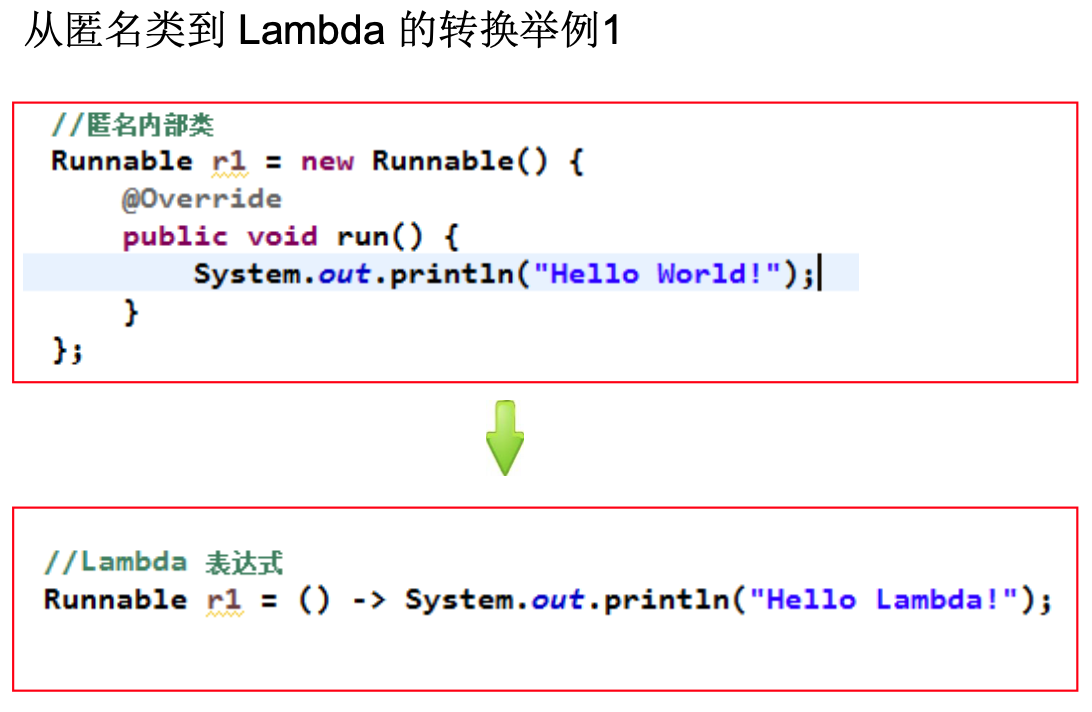 从匿名类到 Lambda 的转换举例1
//匿名内部类
Runnable r1 = new Runnable() {
@Override
public void run() {
System.out.println("Hello World!");
}
};
//Lambda 表达式
Runnable r1 = () -> System.out.println("Hello Lambda!");